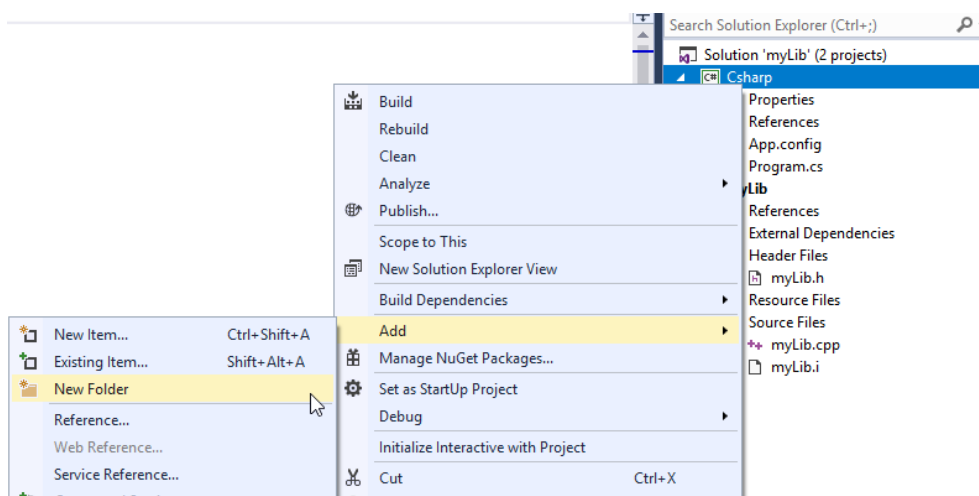 Search Solution Explorer (Ctrl+;)
Solution 'myLib' (2 projects)
C# Csharp
Properties
References
App.config
Program.cs
References
External Dependencies
Header Files
myLib.h
Resource Files
Source Files
myLib.cpp
myLib.i
Build
Rebuild
Clean
Analyze
Publish...
Scope to This
New Solution Explorer View
Build Dependencies
Add
Manage NuGet Packages...
Set as StartUp Project
Debug
Initialize Interactive with Project
Cut Ctrl+X
New Item... Ctrl+Shift+A
Existing Item... Shift+Alt+A
New Folder
Reference...
Web Reference...
Service Reference...